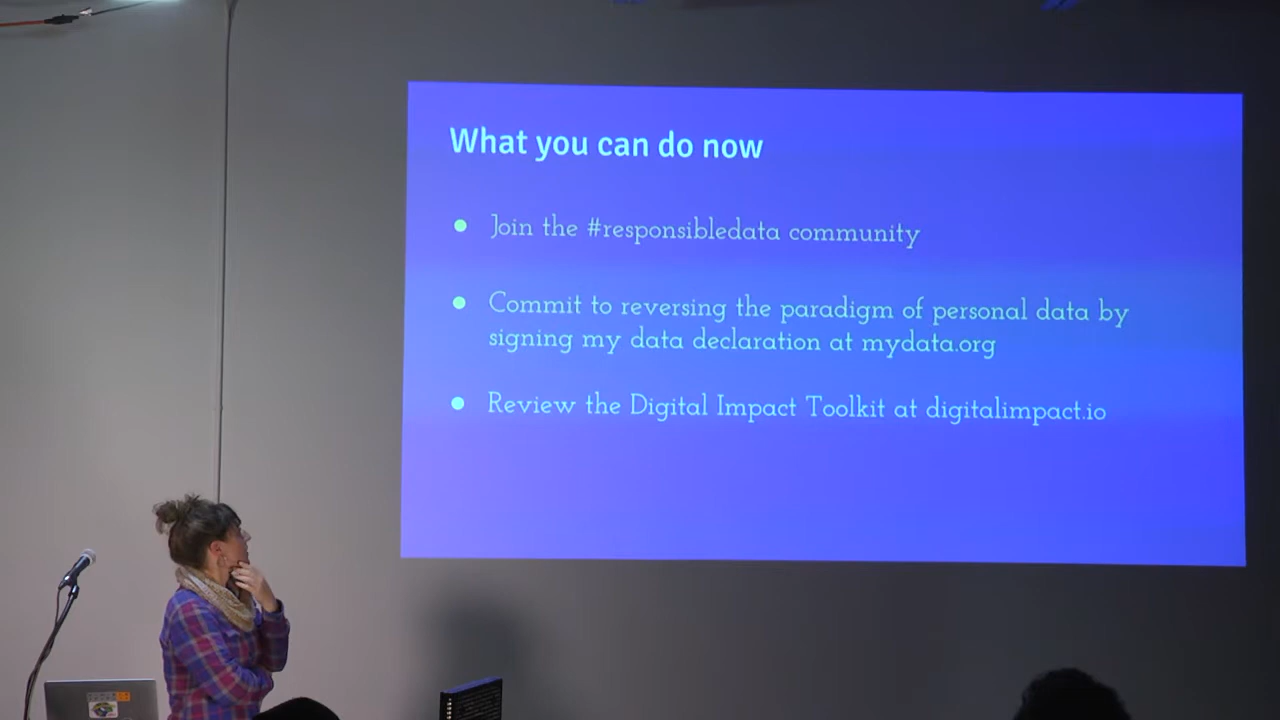 What you can do now
Join the #responsibledata community
Commit to reversing the paradigm of personal data by
signing my data declaration at mydata.org
Review the Digital Impact Toolkit at digitalimpact.io